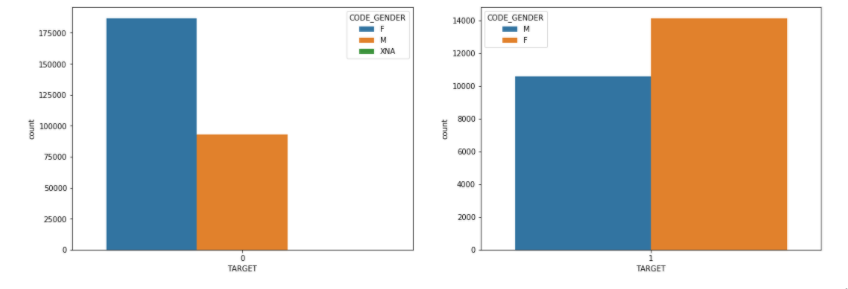 CODE_GENDER
F
M
XNA
175000
150000
125000
100000
75000
50000
25000
0
count
0
TARGET
CODE_GENDER
M
F
14000
12000
10000
8000
6000
4000
2000
0
count
1
TARGET